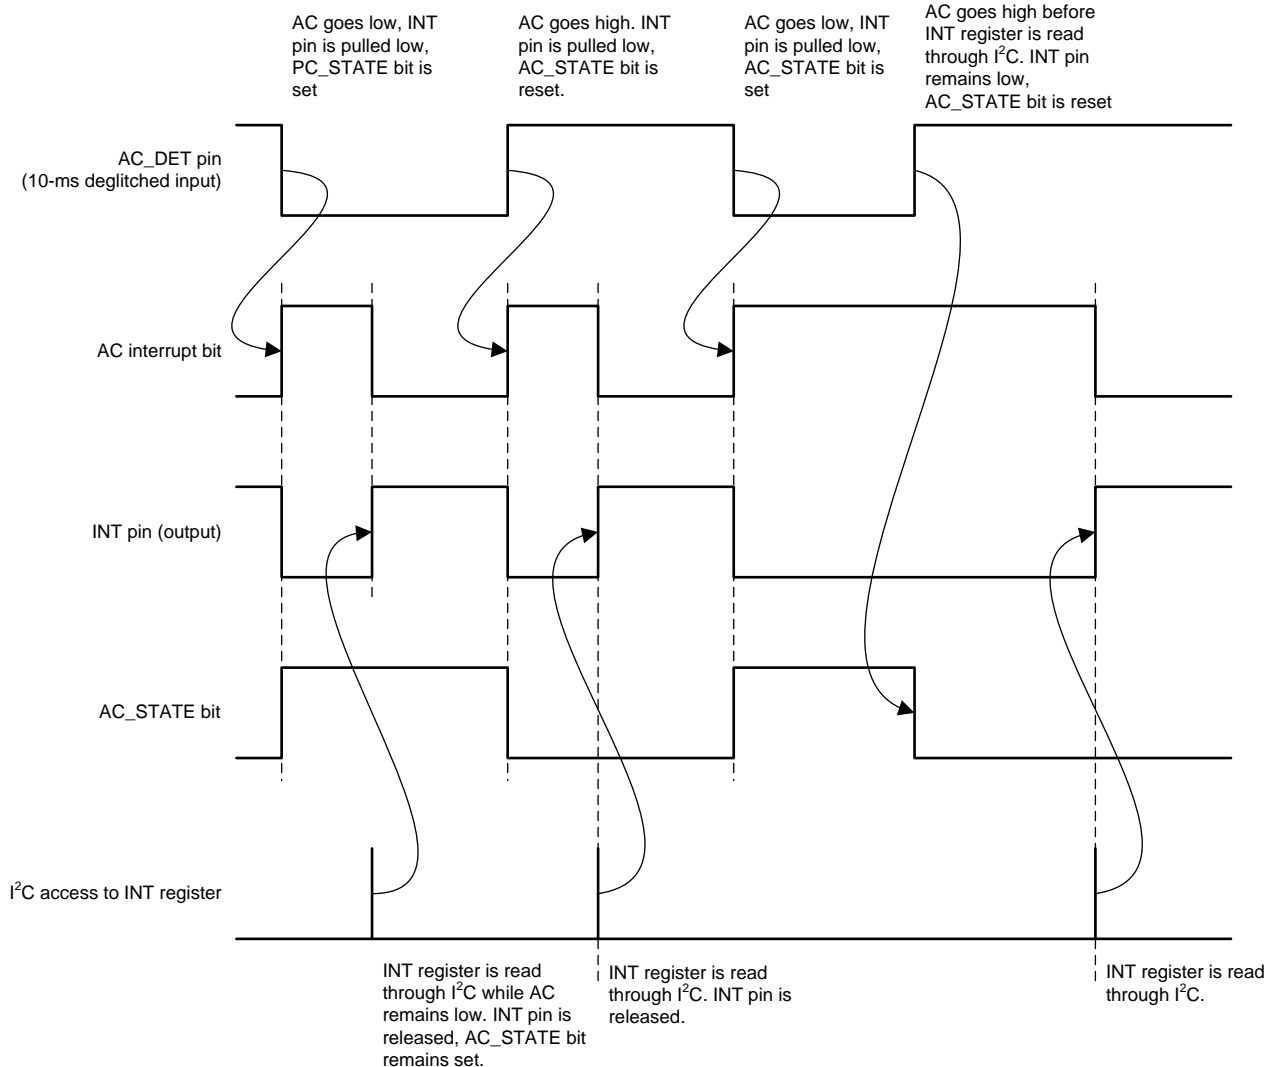 AC goes low, INT
pin is pulled low,
PC_STATE bit is
set
AC goes high. INT
pin is pulled low,
AC_STATE bit is
reset.
AC goes low, INT
pin is pulled low,
AC_STATE bit is
set
AC goes high before
INT register is read
through I²C. INT pin
remains low,
AC_STATE bit is reset
AC_DET pin
(10-ms deglitched input)
AC interrupt bit
INT pin (output)
AC_STATE bit
I²C access to INT register
INT register is read
through I²C while AC
remains low. INT pin is
released, AC_STATE bit
remains set.
INT register is read
through I²C. INT pin is
released.
INT register is read
through I²C.